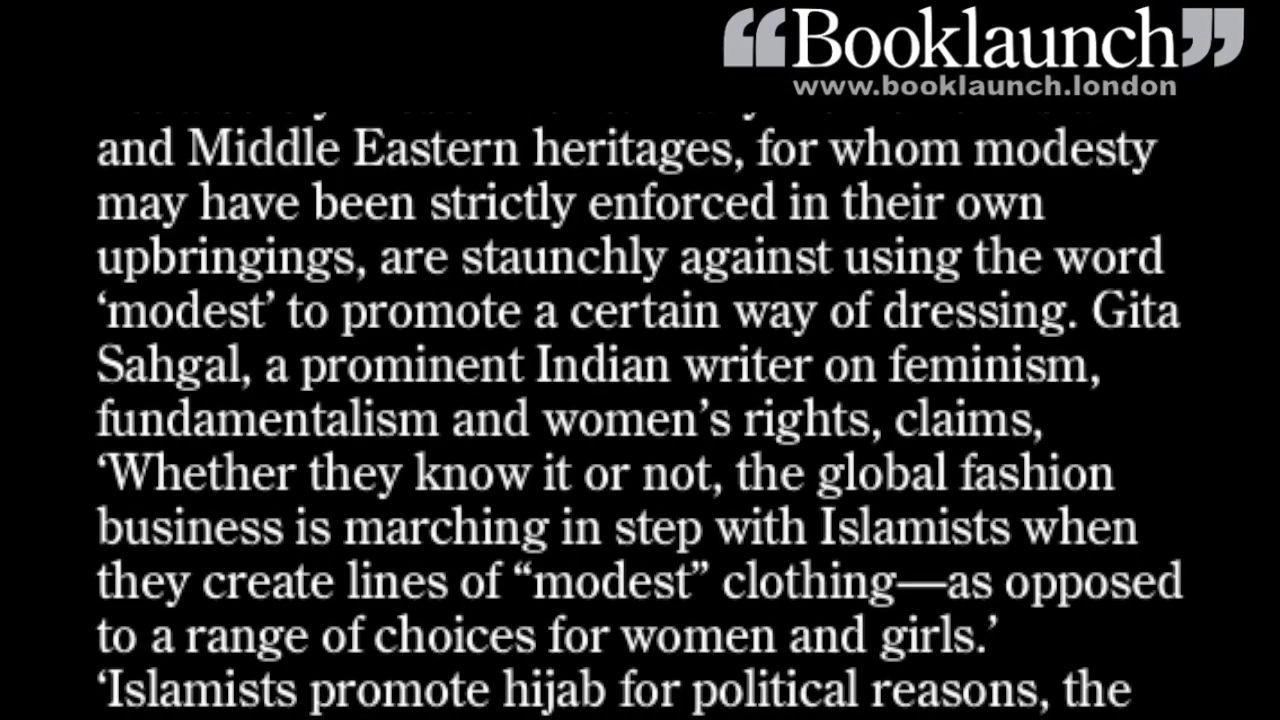 “Booklaunch”
www.booklaunch.london
and Middle Eastern heritages, for whom modesty
may have been strictly enforced in their own
upbringings, are staunchly against using the word
‘modest’ to promote a certain way of dressing. Gita
Sahgal, a prominent Indian writer on feminism,
fundamentalism and women’s rights, claims,
‘Whether they know it or not, the global fashion
business is marching in step with Islamists when
they create lines of “modest” clothing—as opposed
to a range of choices for women and girls.’
‘Islamists promote hijab for political reasons, the